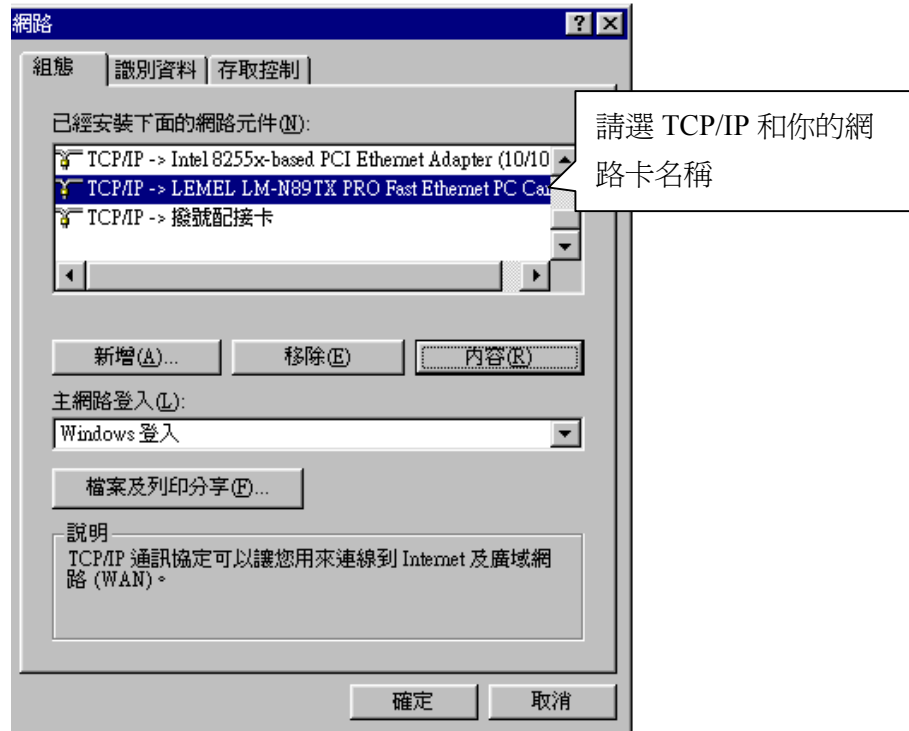 網路
組態 識別資料 存取控制
已經安裝下面的網路元件(N):
TCP/IP -> Intel 8255x-based PCI Ethernet Adapter (10/10
TCP/IP -> LEMEL LM-N89TX PRO Fast Ethernet PC Car
TCP/IP -> 撥號配接卡
請選 TCP/IP 和你的網
路卡名稱
新增(A)... 移除(E) 內容(R)
主網路登入(L):
Windows 登入
檔案及列印分享(F)...
說明
TCP/IP 通訊協定可以讓您用來連線到 Internet 及廣域網
路 (WAN)。
確定 取消